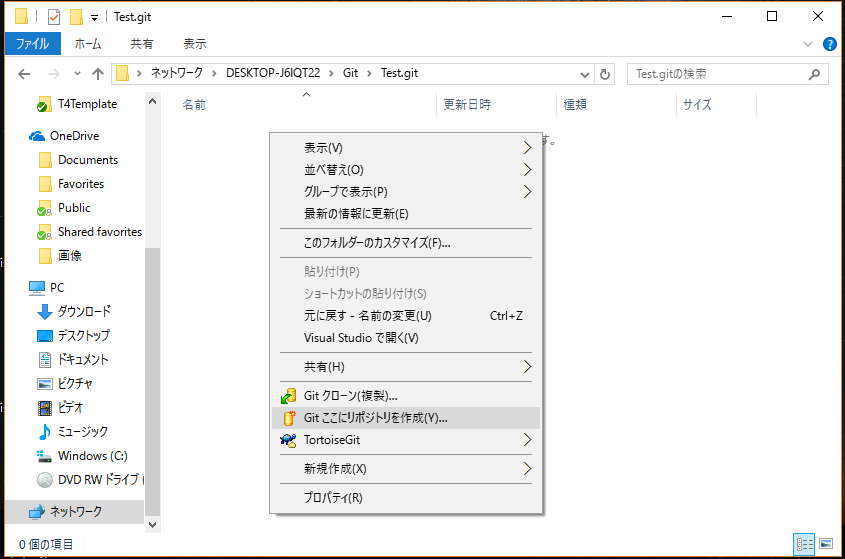 Test.git
ファイル ホーム 共有 表示
ネットワーク DESKTOP-J6IQT22 Git Test.git Test.gitの検索
名前 更新日時 種類 サイズ
T4Template
OneDrive
Documents
Favorites
Public
Shared favorites
画像
PC
ダウンロード
デスクトップ
ドキュメント
ピクチャ
ビデオ
ミュージック
Windows (C:)
DVD RW ドライブ (
ネットワーク
す。
表示(V)
並べ替え(O)
グループで表示(P)
最新の情報に更新(E)
このフォルダーのカスタマイズ(F)...
貼り付け(P)
ショートカットの貼り付け(S)
元に戻す - 名前の変更(U) Ctrl+Z
Visual Studio で開く(V)
共有(H)
Git クローン(複製)...
Git ここにリポジトリを作成(Y)...
TortoiseGit
新規作成(X)
プロパティ(R)
0 個の項目